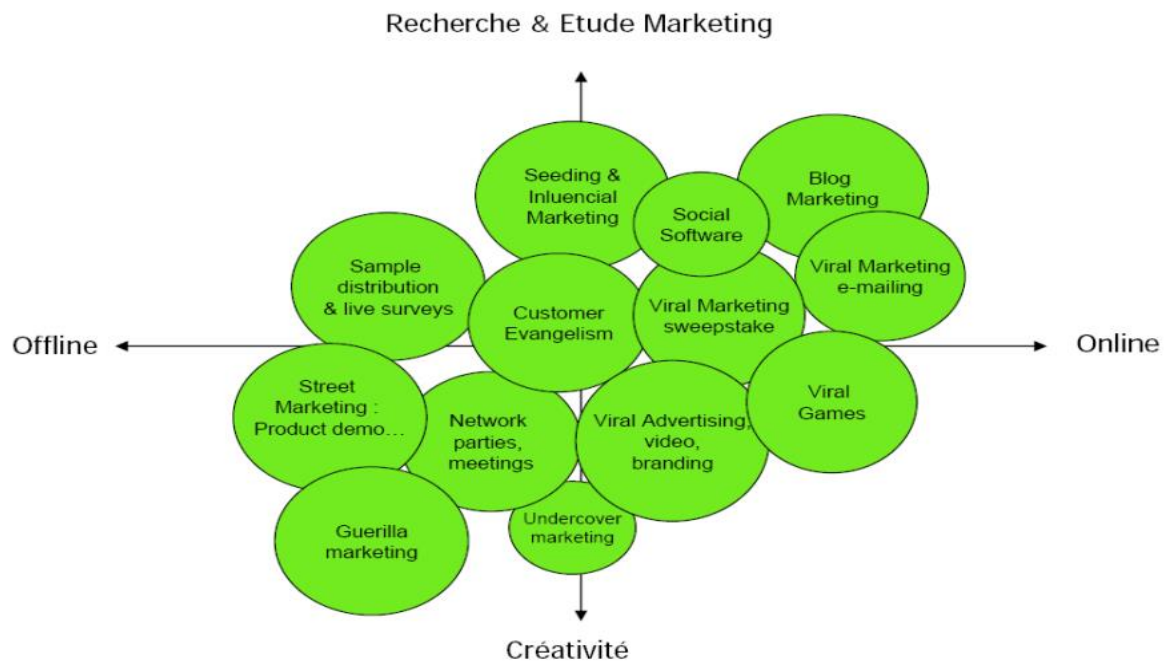 Recherche & Etude Marketing
Seeding &
Inluencial
Marketing
Blog
Marketing
Social
Software
Sample
distribution
& live surveys
Viral Marketing
e-mailing
Customer
Evangelism
Viral Marketing
sweepstake
Offline
Online
Street
Marketing :
Product demo...
Network
parties,
meetings
Viral Advertising,
video,
branding
Viral
Games
Guerilla
marketing
Undercover
marketing
Créativité